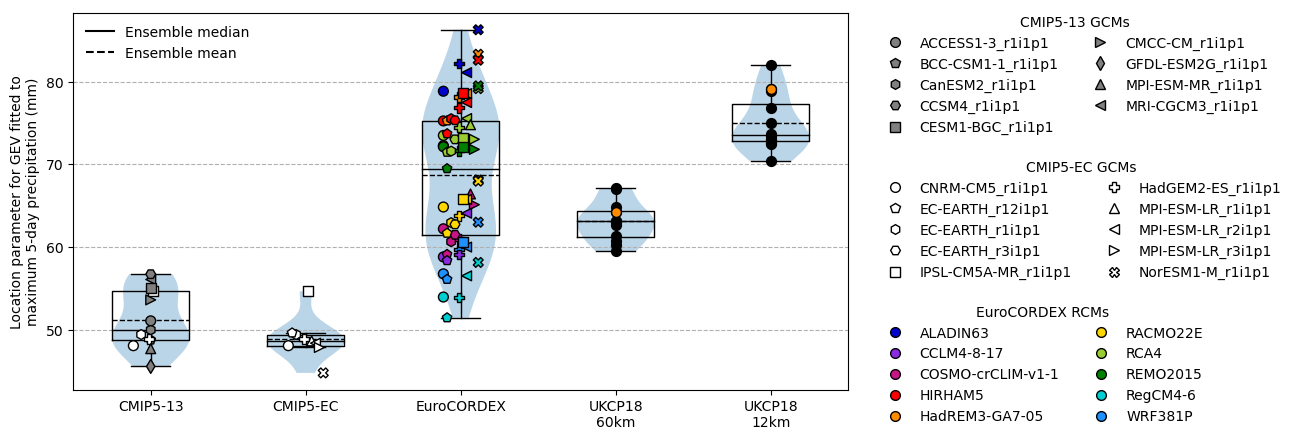 Location parameter for GEV fitted to
maximum 5-day precipitation (mm)
80
70
60
50
Ensemble median
Ensemble mean
CMIP5-13
CMIP5-EC
EuroCORDEX
UKCP18
60km
UKCP18
12km
CMIP5-13 GCMs
ACCESS1-3_r1i1p1
BCC-CSM1-1_r1i1p1
CanESM2_r1i1p1
CCSM4_r1i1p1
CESM1-BGC_r1i1p1
CMCC-CM_r1i1p1
GFDL-ESM2G_r1i1p1
MPI-ESM-MR_r1i1p1
MRI-CGCM3_r1i1p1
CMIP5-EC GCMs
CNRM-CM5_r1i1p1
EC-EARTH_r12i1p1
EC-EARTH_r1i1p1
EC-EARTH_r3i1p1
IPSL-CM5A-MR_r1i1p1
HadGEM2-ES_r1i1p1
MPI-ESM-LR_r1i1p1
MPI-ESM-LR_r2i1p1
MPI-ESM-LR_r3i1p1
NorESM1-M_r1i1p1
EuroCORDEX RCMs
ALADIN63
CCLM4-8-17
COSMO-crCLIM-v1-1
HIRHAM5
HadREM3-GA7-05
RACMO22E
RCA4
REMO2015
RegCM4-6
WRF381P